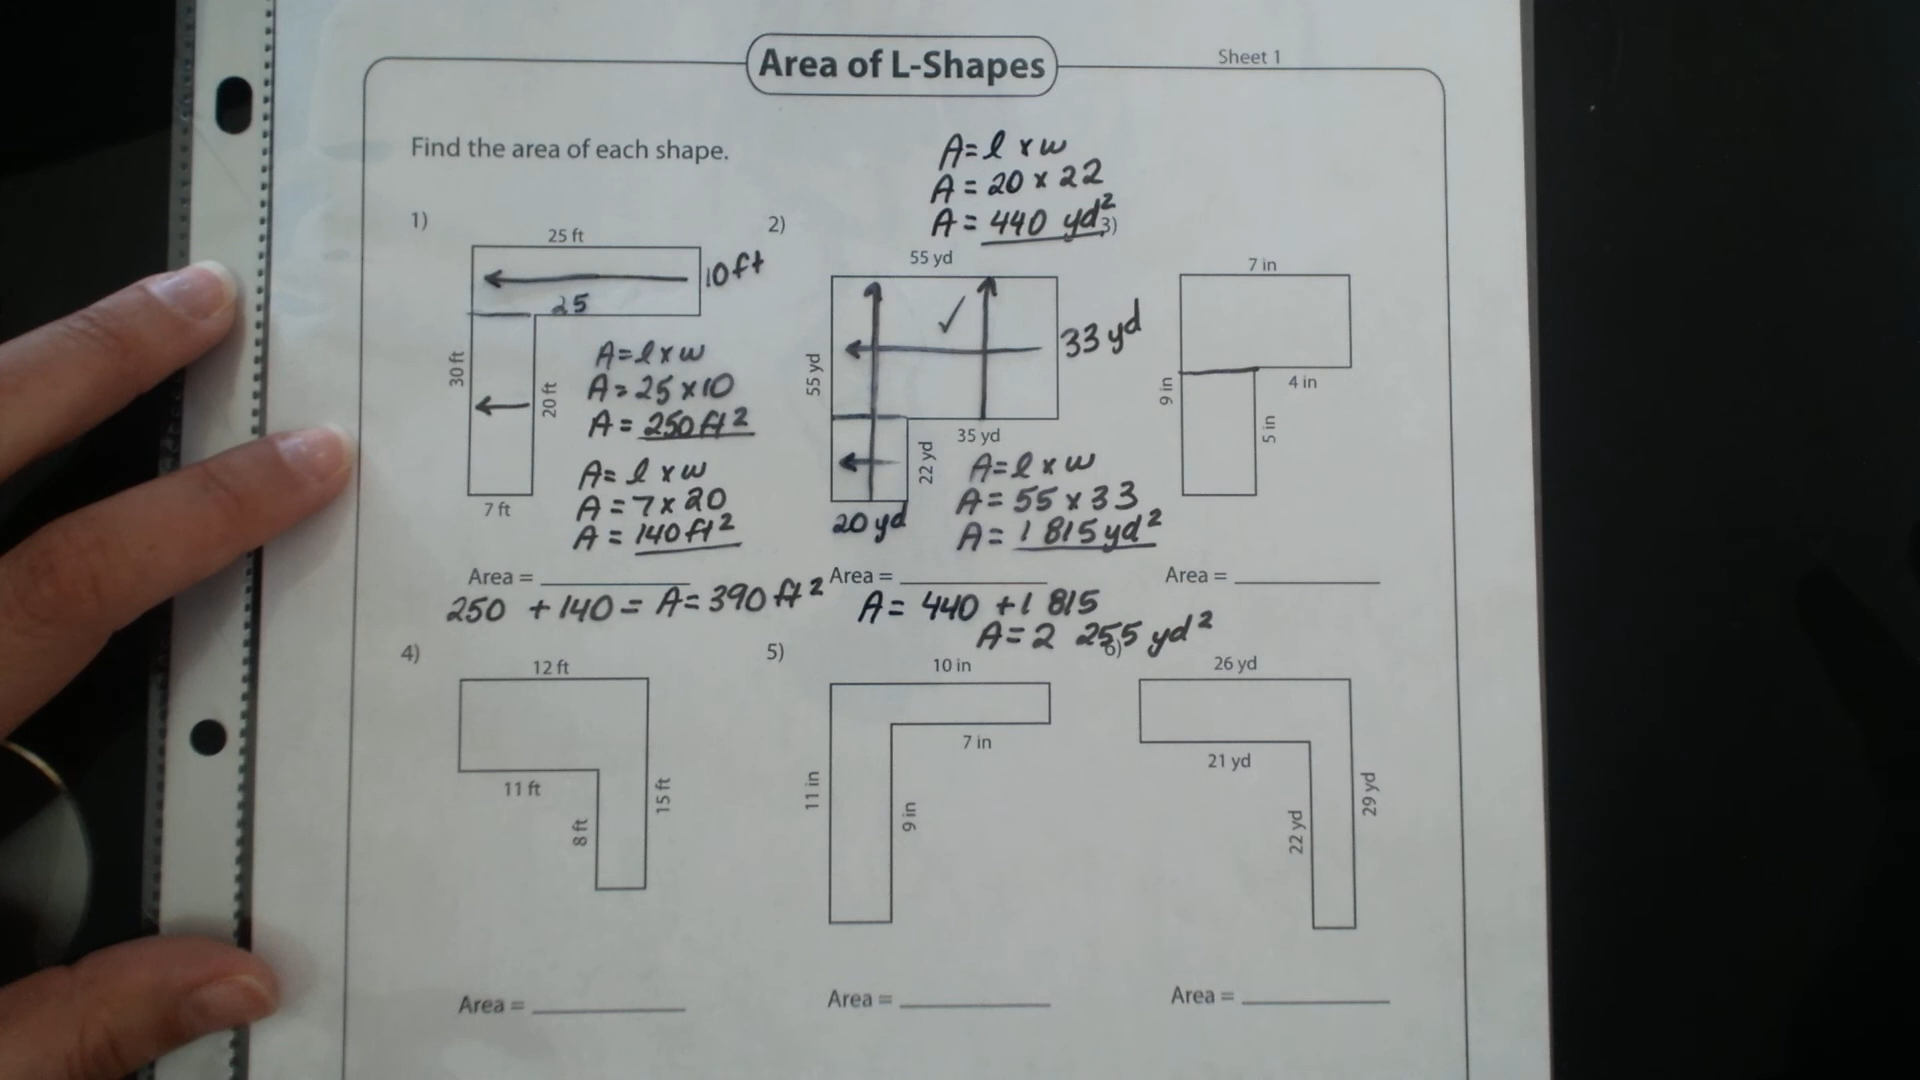 Area of L-Shapes
Sheet 1
Find the area of each shape.
A = l x w
A = 20 x 22
A = 440 yd²
1)
25 ft
10 ft
25
30 ft
20 ft
7 ft
A = l x w
A = 25 x 10
A = 250 ft²
A = l x w
A = 7 x 20
A = 140 ft²
Area =
250 + 140 = A = 390 ft²
2)
55 yd
55 yd
✓
33 yd
35 yd
22 yd
20 yd
A = l x w
A = 55 x 33
A = 1 815 yd²
Area =
A = 440 + 1 815
A = 2 255 yd²
3)
7 in
9 in
4 in
5 in
Area =
4)
12 ft
11 ft
8 ft
15 ft
Area =
5)
10 in
7 in
11 in
9 in
Area =
6)
26 yd
21 yd
22 yd
29 yd
Area =